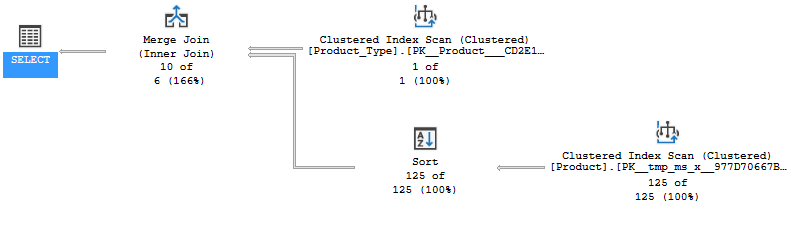 SELECT
Merge Join
(Inner Join)
10 of
6 (166%)
Clustered Index Scan (Clustered)
[Product_Type].[PK__Product___CD2E1…
1 of
1 (100%)
Sort
125 of
125 (100%)
Clustered Index Scan (Clustered)
[Product].[PK__tmp_ms_x__977D70667B…
125 of
125 (100%)